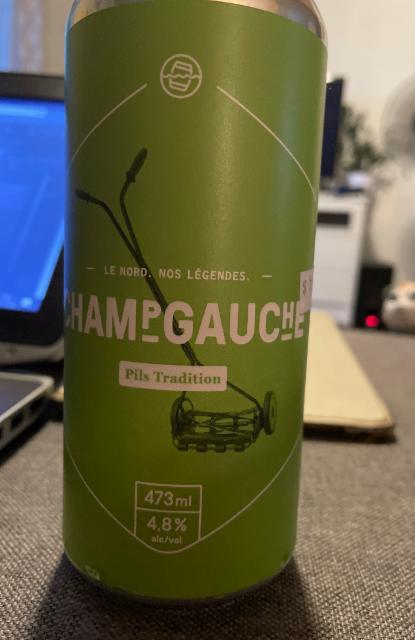 LE NORD. NOS LÉGENDES.
CHAMPGAUCHE
Pils Tradition
473ml
4,8%
alc/vol